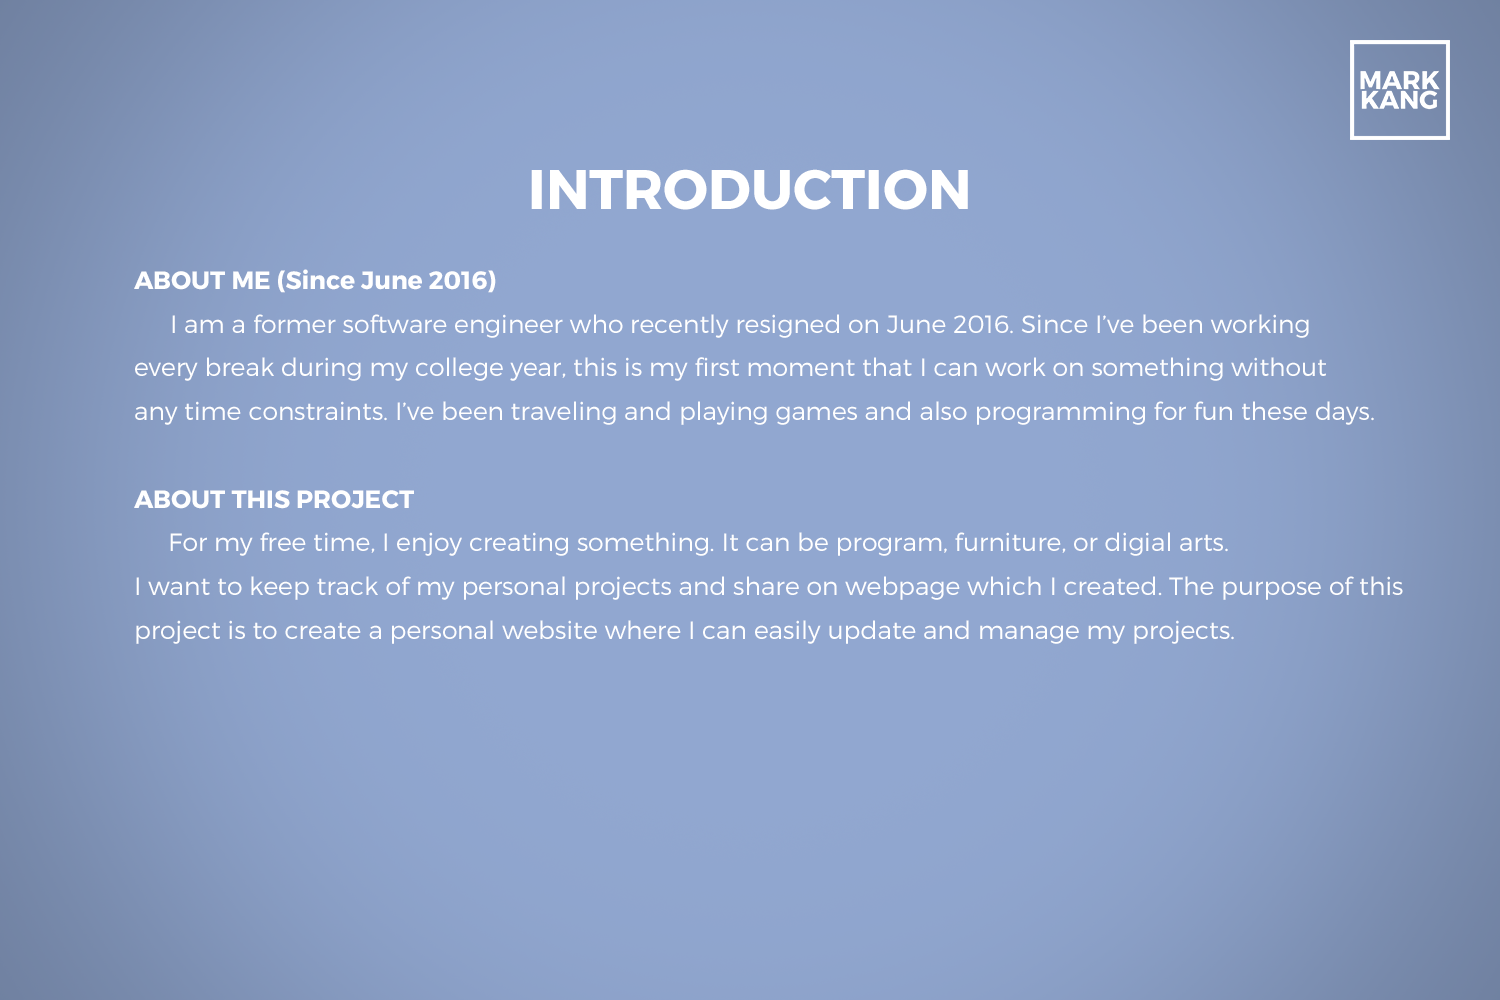 MARK
KANG
INTRODUCTION
ABOUT ME (Since June 2016)
I am a former software engineer who recently resigned on June 2016. Since I've been working
every break during my college year, this is my first moment that I can work on something without
any time constraints. I've been traveling and playing games and also programming for fun these days.
ABOUT THIS PROJECT
For my free time, I enjoy creating something. It can be program, furniture, or digial arts.
I want to keep track of my personal projects and share on webpage which I created. The purpose of this
project is to create a personal website where I can easily update and manage my projects.